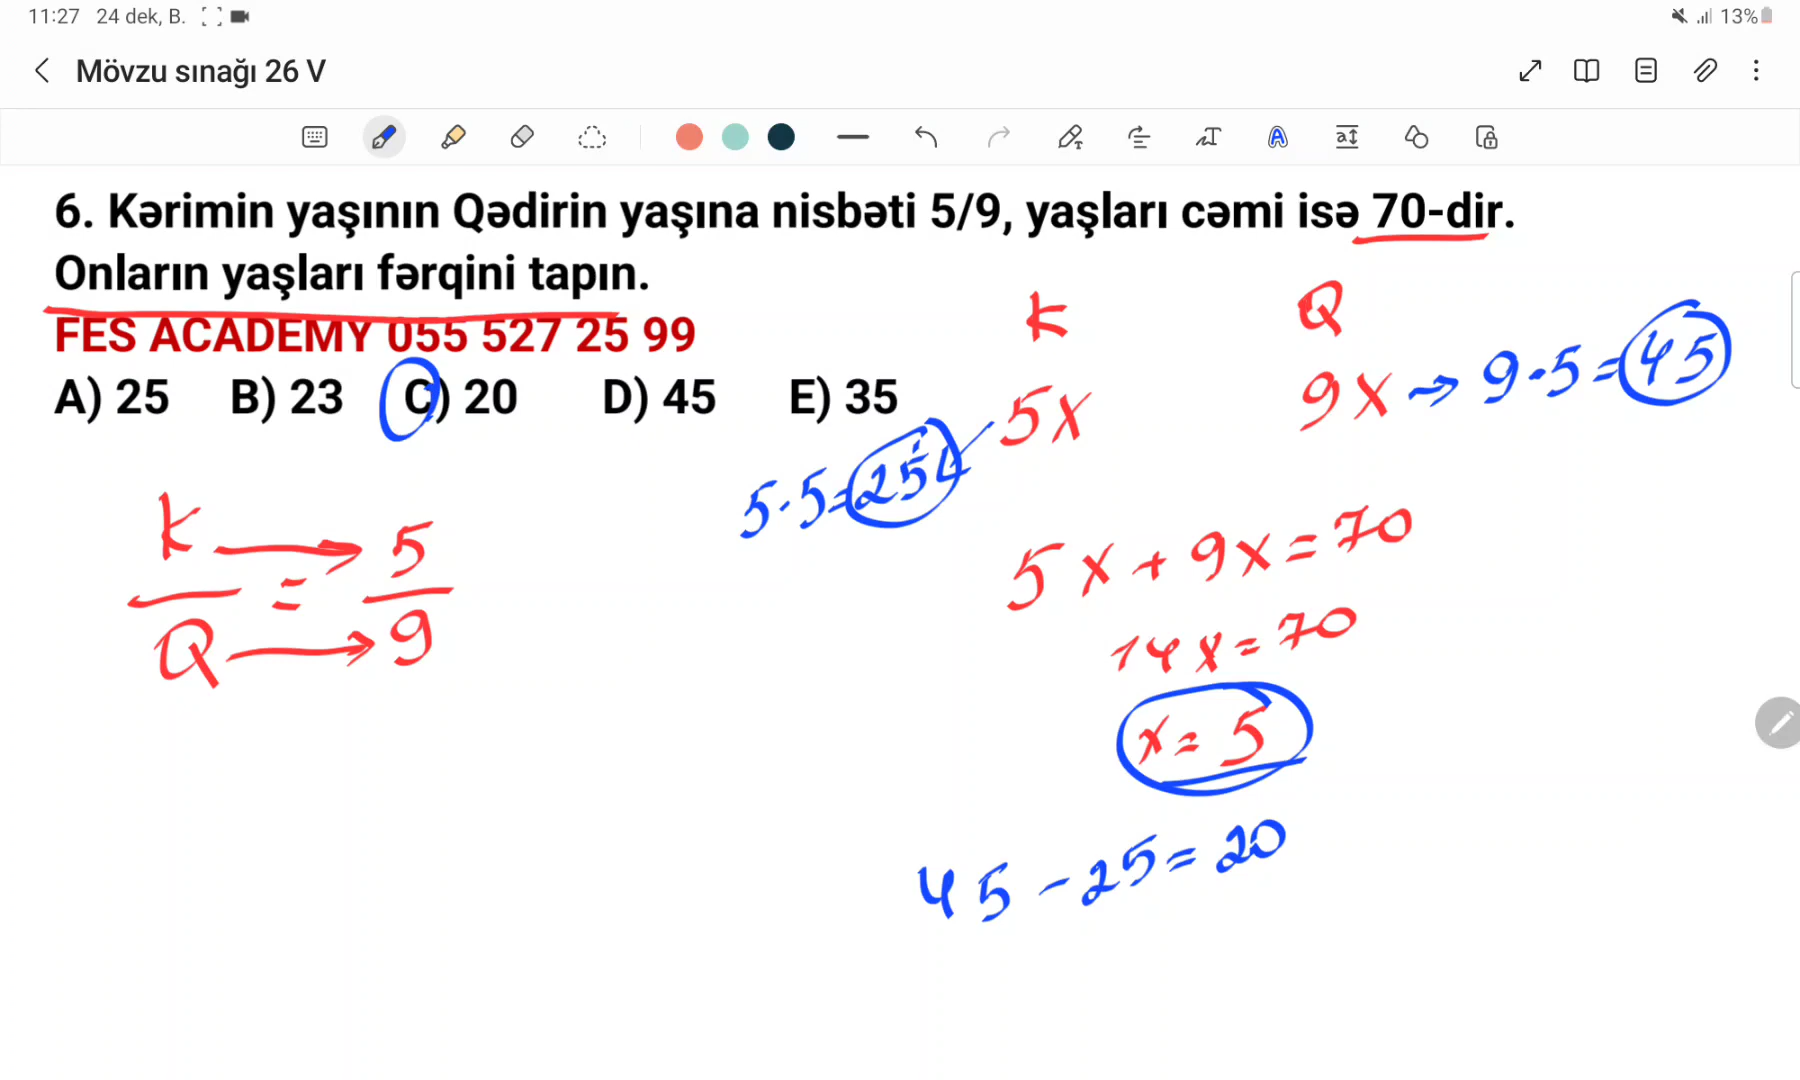 11:27 24 dek, B. 13%
Mövzu sınağı 26 V
6. Kərimin yaşının Qədirin yaşına nisbəti 5/9, yaşları cəmi isə 70-dir.
Onların yaşları fərqini tapın.
FES ACADEMY 055 527 25 99
A) 25 B) 23 C) 20 D) 45 E) 35
K Q
5x 9x → 9·5=45
5·5=25
K → 5
=
Q → 9
5x+9x=70
14x=70
x=5
45-25=20